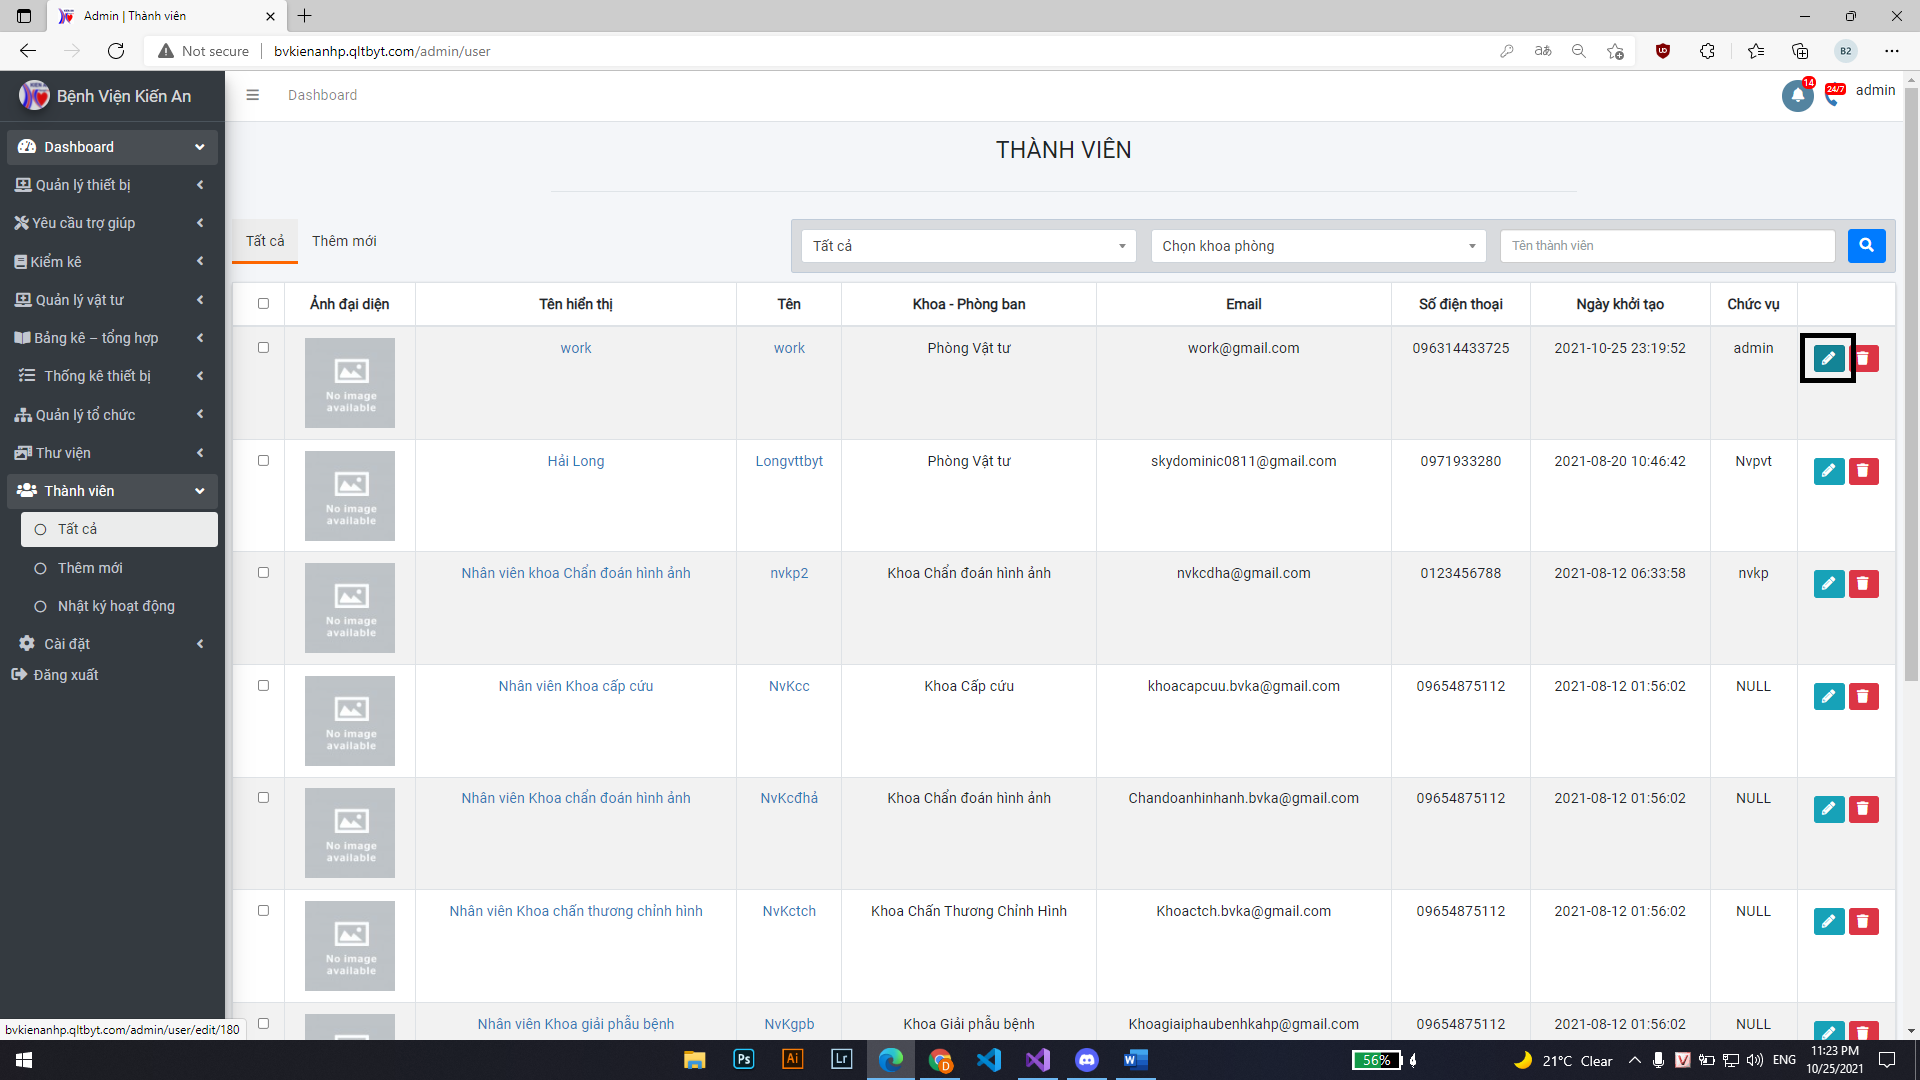 Admin | Thành viên
Not secure
bvkienanhp.qltbyt.com/admin/user
B2
Bệnh Viện Kiến An
Dashboard
14
24/7
admin
Dashboard
Quản lý thiết bị
Yêu cầu trợ giúp
Kiểm kê
Quản lý vật tư
Bảng kê – tổng hợp
Thống kê thiết bị
Quản lý tổ chức
Thư viện
Thành viên
Tất cả
Thêm mới
Nhật ký hoạt động
Cài đặt
Đăng xuất
THÀNH VIÊN
Tất cả
Thêm mới
Tất cả
Chọn khoa phòng
Tên thành viên
Ảnh đại diện Tên hiển thị Tên Khoa - Phòng ban Email Số điện thoại Ngày khởi tạo Chức vụ
No image available work work Phòng Vật tư work@gmail.com 096314433725 2021-10-25 23:19:52 admin
No image available Hải Long Longvttbyt Phòng Vật tư skydominic0811@gmail.com 0971933280 2021-08-20 10:46:42 Nvpvt
No image available Nhân viên khoa Chẩn đoán hình ảnh nvkp2 Khoa Chẩn đoán hình ảnh nvkcdha@gmail.com 0123456788 2021-08-12 06:33:58 nvkp
No image available Nhân viên Khoa cấp cứu NvKcc Khoa Cấp cứu khoacapcuu.bvka@gmail.com 09654875112 2021-08-12 01:56:02 NULL
No image available Nhân viên Khoa chẩn đoán hình ảnh NvKcđhả Khoa Chẩn đoán hình ảnh Chandoanhinhanh.bvka@gmail.com 09654875112 2021-08-12 01:56:02 NULL
No image available Nhân viên Khoa chấn thương chỉnh hình NvKctch Khoa Chấn Thương Chỉnh Hình Khoactch.bvka@gmail.com 09654875112 2021-08-12 01:56:02 NULL
Nhân viên Khoa giải phẫu bệnh NvKgpb Khoa Giải phẫu bệnh Khoagiaiphaubenhkahp@gmail.com 09654875112 2021-08-12 01:56:02 NULL
bvkienanhp.qltbyt.com/admin/user/edit/180
Ps
Ai
Lrc
D
56%
21°C Clear
V
ENG
11:23 PM
10/25/2021